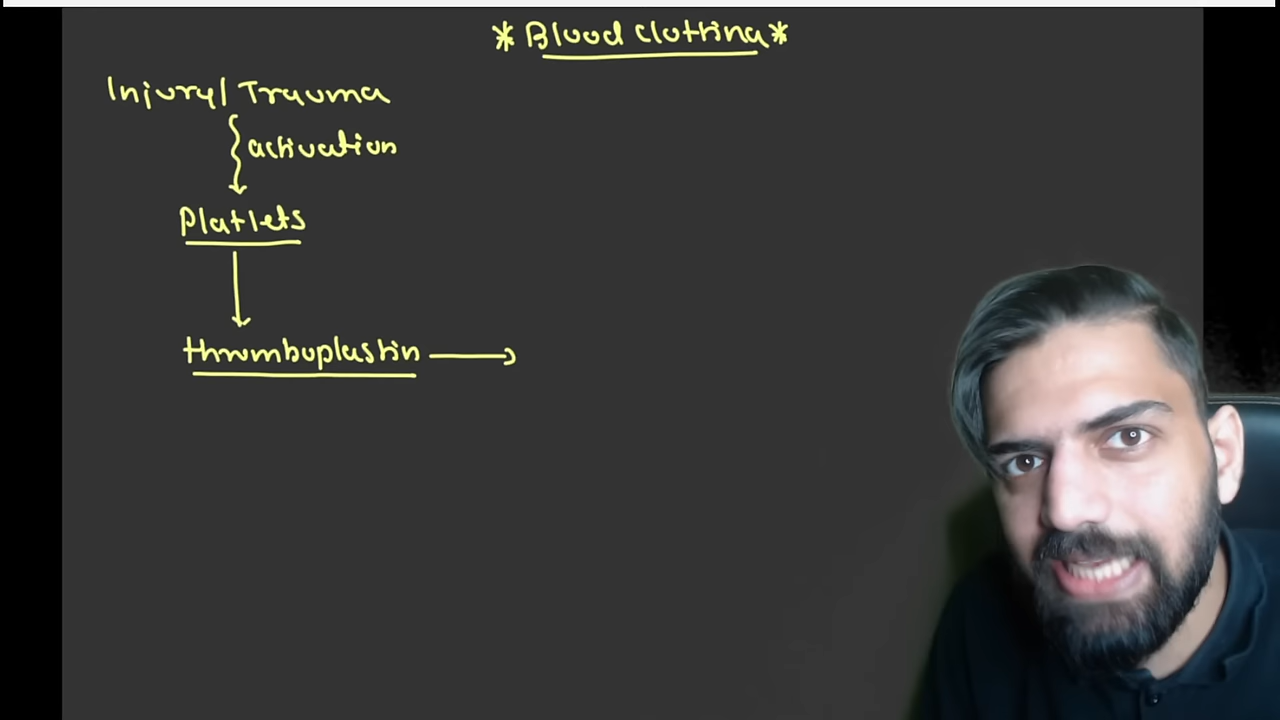 * Blood Clotting *
Injury/ Trauma
activation
Platlets
thromboplastin